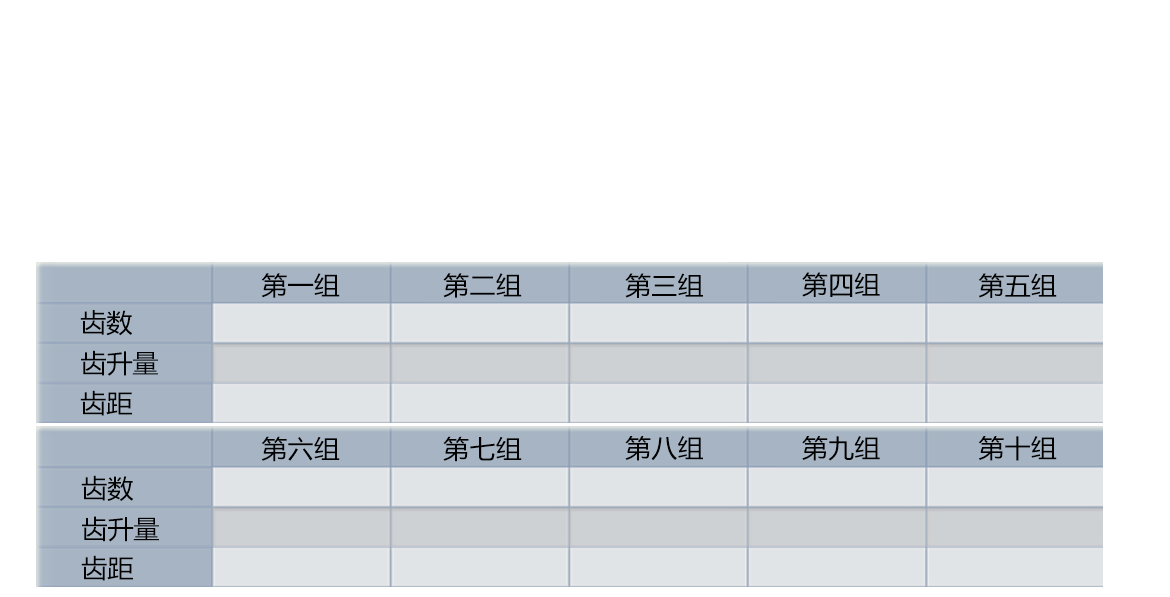 第一组 第二组 第三组 第四组 第五组
齿数
齿升量
齿距
第六组 第七组 第八组 第九组 第十组
齿数
齿升量
齿距